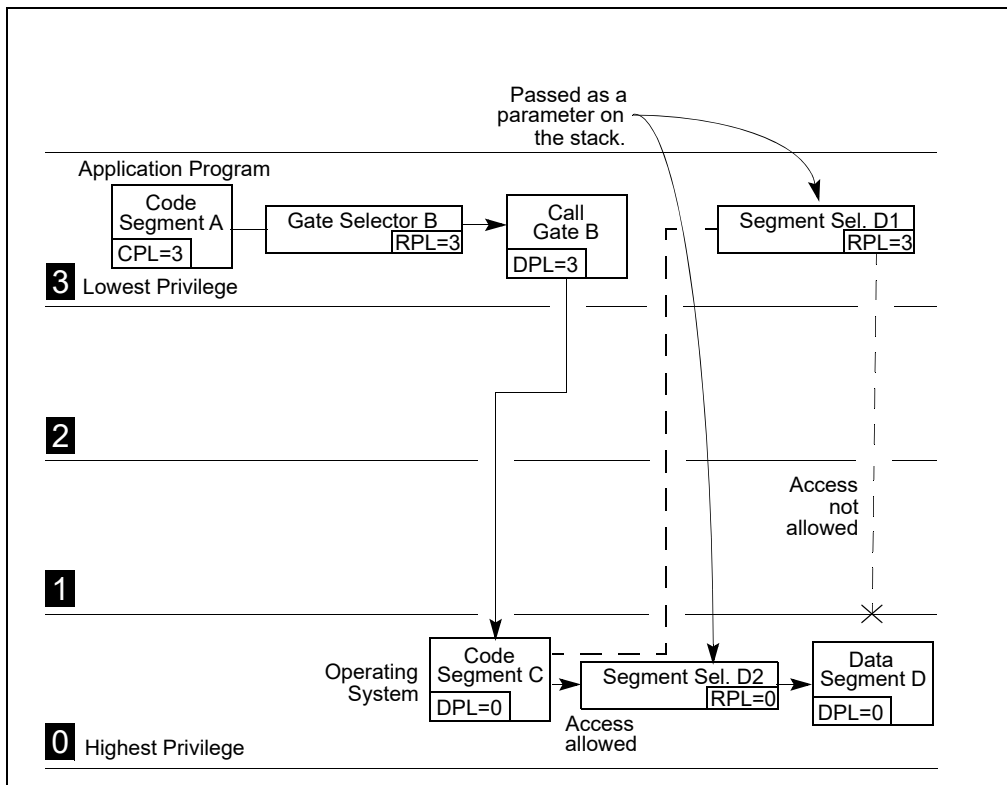 Passed as a
parameter on
the stack.
Application Program
Code
Segment A
CPL=3
Gate Selector B
RPL=3
Call
Gate B
DPL=3
Segment Sel. D1
RPL=3
3
Lowest Privilege
2
Access
not
allowed
1
Operating
System
Code
Segment C
DPL=0
Access
allowed
Segment Sel. D2
RPL=0
Data
Segment D
DPL=0
0
Highest Privilege